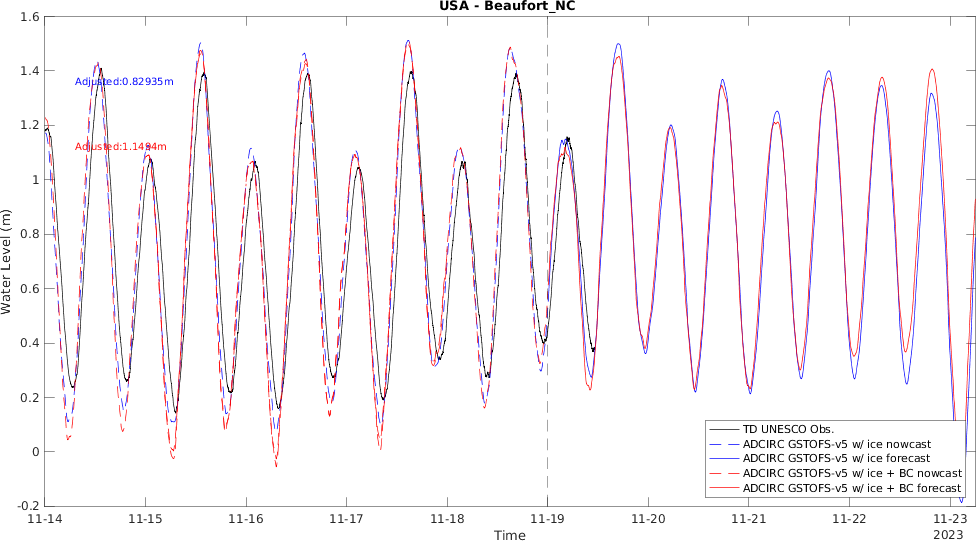 USA - Beaufort_NC
1.6
1.4
1.2
1
0.8
0.6
0.4
0.2
0
-0.2
Water Level (m)
Adjusted:0.82935m
Adjusted:1.1494m
TD UNESCO Obs.
ADCIRC GSTOFS-v5 w/ ice nowcast
ADCIRC GSTOFS-v5 w/ ice forecast
ADCIRC GSTOFS-v5 w/ ice + BC nowcast
ADCIRC GSTOFS-v5 w/ ice + BC forecast
11-14 11-15 11-16 11-17 11-18 11-19 11-20 11-21 11-22 11-23
Time 2023